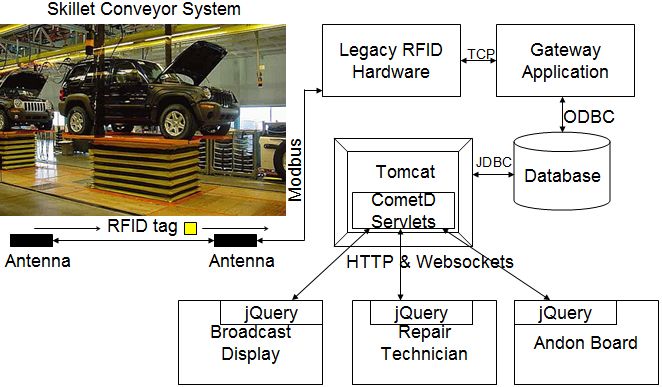 Skillet Conveyor System
Legacy RFID
Hardware
TCP
Gateway
Application
ODBC
Modbus
Tomcat
CometD
Servlets
JDBC
Database
RFID tag
Antenna
Antenna
HTTP & Websockets
jQuery
Broadcast
Display
jQuery
Repair
Technician
jQuery
Andon Board